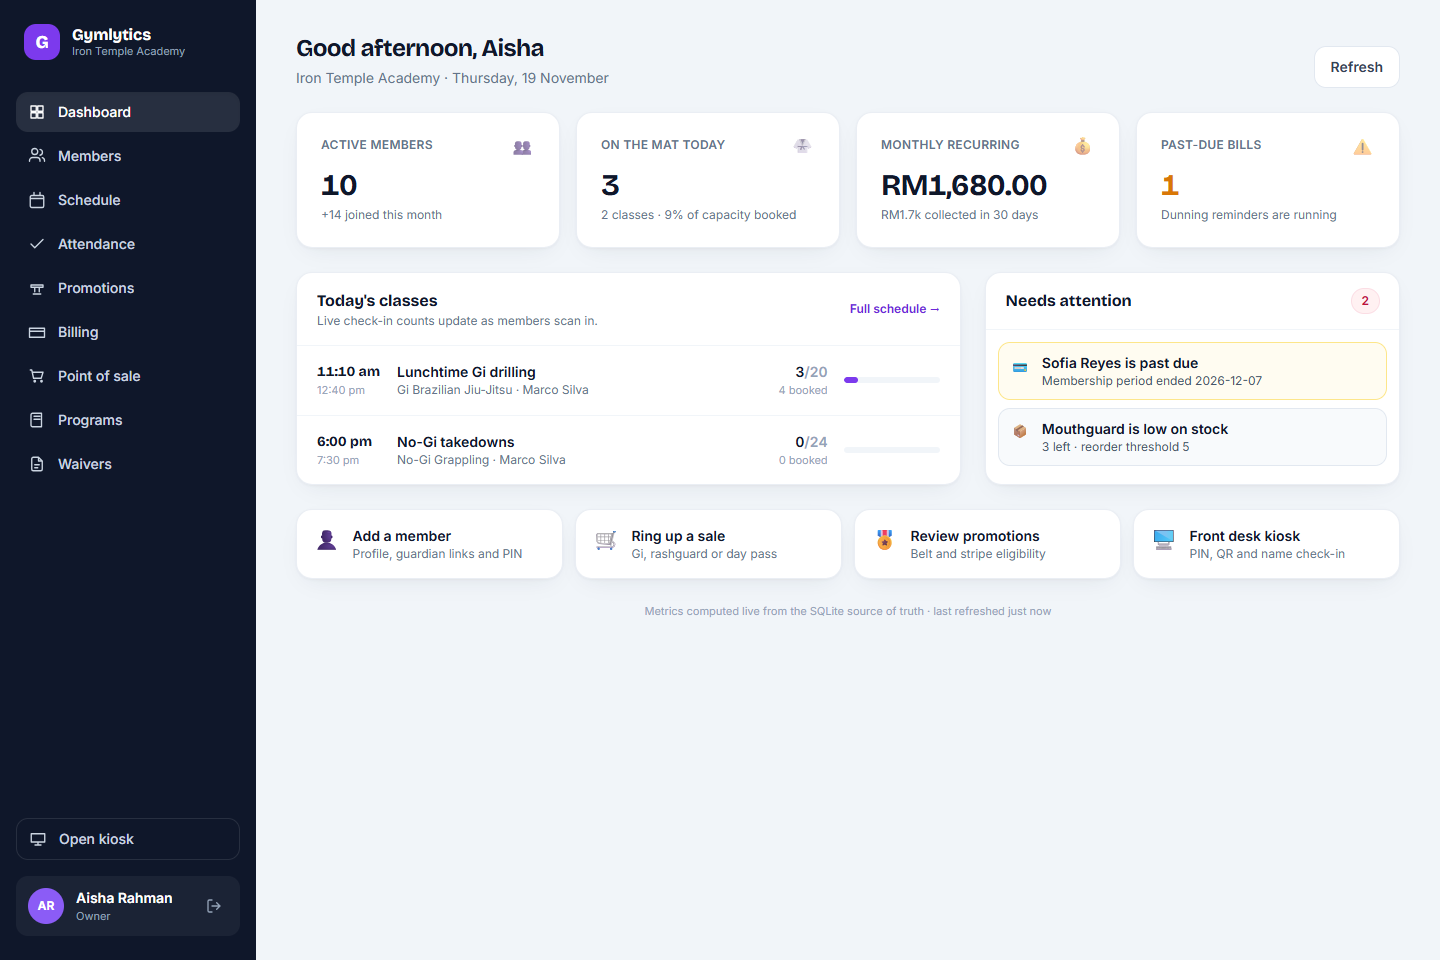 G
Gymlytics
Iron Temple Academy
Dashboard
Members
Schedule
Attendance
Promotions
Billing
Point of sale
Programs
Waivers
Open kiosk
AR
Aisha Rahman
Owner
Good afternoon, Aisha
Iron Temple Academy · Thursday, 19 November
Refresh
ACTIVE MEMBERS
10
+14 joined this month
ON THE MAT TODAY
3
2 classes · 9% of capacity booked
MONTHLY RECURRING
RM1,680.00
RM1.7k collected in 30 days
PAST-DUE BILLS
1
Dunning reminders are running
Today's classes
Live check-in counts update as members scan in.
Full schedule →
11:10 am
12:40 pm
Lunchtime Gi drilling
Gi Brazilian Jiu-Jitsu · Marco Silva
3/20
4 booked
6:00 pm
7:30 pm
No-Gi takedowns
No-Gi Grappling · Marco Silva
0/24
0 booked
Needs attention
2
Sofia Reyes is past due
Membership period ended 2026-12-07
Mouthguard is low on stock
3 left · reorder threshold 5
Add a member
Profile, guardian links and PIN
Ring up a sale
Gi, rashguard or day pass
Review promotions
Belt and stripe eligibility
Front desk kiosk
PIN, QR and name check-in
Metrics computed live from the SQLite source of truth · last refreshed just now